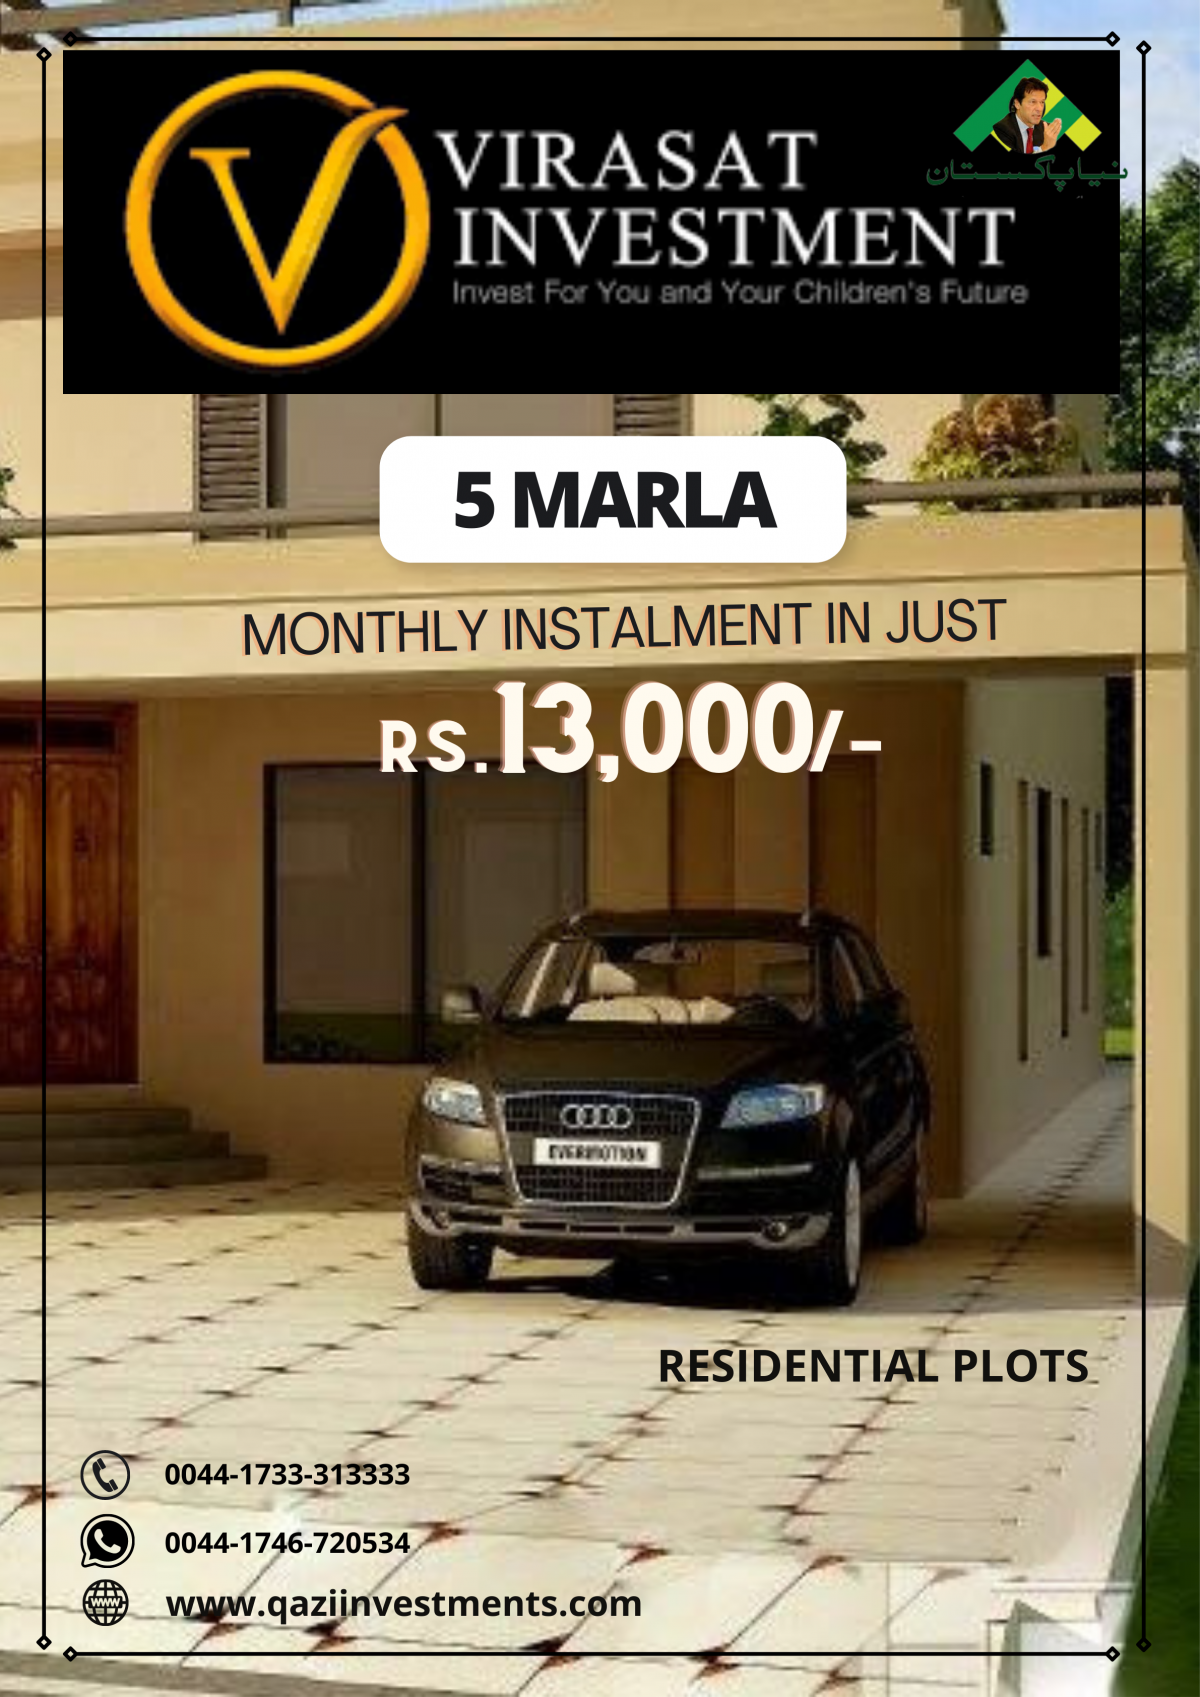 VIRASAT
INVESTMENT
Invest For You and Your Children's Future
نیا پاکستان
5 MARLA
MONTHLY INSTALMENT IN JUST
RS.13,000/-
EVERMOTION
RESIDENTIAL PLOTS
0044-1733-313333
0044-1746-720534
www.qaziinvestments.com